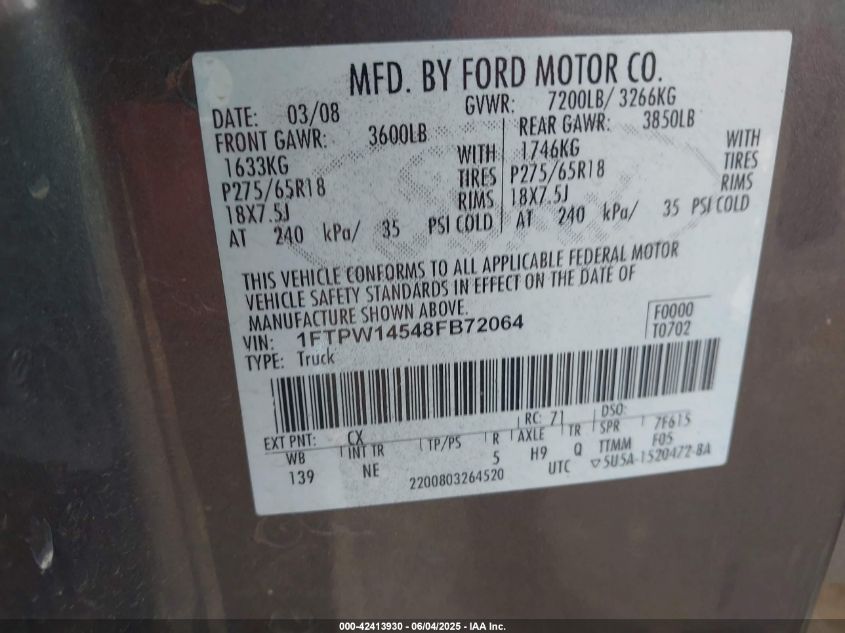 MFD. BY FORD MOTOR CO.
DATE: 03/08 GVWR: 7200LB/ 3266KG
FRONT GAWR: 3600LB REAR GAWR: 3850LB
1633KG WITH 1746KG WITH
P275/65R18 TIRES P275/65R18 TIRES
18X7.5J RIMS 18X7.5J RIMS
AT 240 kPa/ 35 PSI COLD AT 240 kPa/ 35 PSI COLD
THIS VEHICLE CONFORMS TO ALL APPLICABLE FEDERAL MOTOR
VEHICLE SAFETY STANDARDS IN EFFECT ON THE DATE OF
MANUFACTURE SHOWN ABOVE.
VIN: 1FTPW14548FB72064 F0000
TYPE: Truck T0702
EXT PNT: CX RC: 71 DSO:
WB INT TR TP/PS R AXLE TR SPR 7F615
139 NE 5 H9 Q TTMM F05
2200803264520 UTC ▽5U5A-1520472-BA
000-42413930 - 06/04/2025 - IAA Inc.